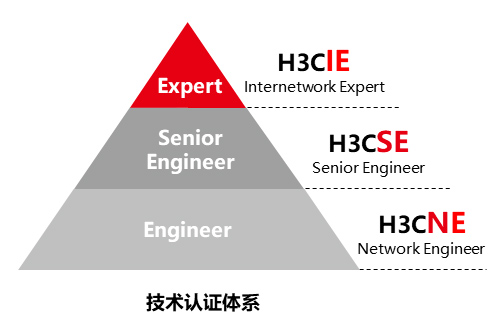 H3CIE
Expert
Internetwork Expert
Senior
Engineer
H3CSE
Senior Engineer
Engineer
H3CNE
Network Engineer
技术认证体系